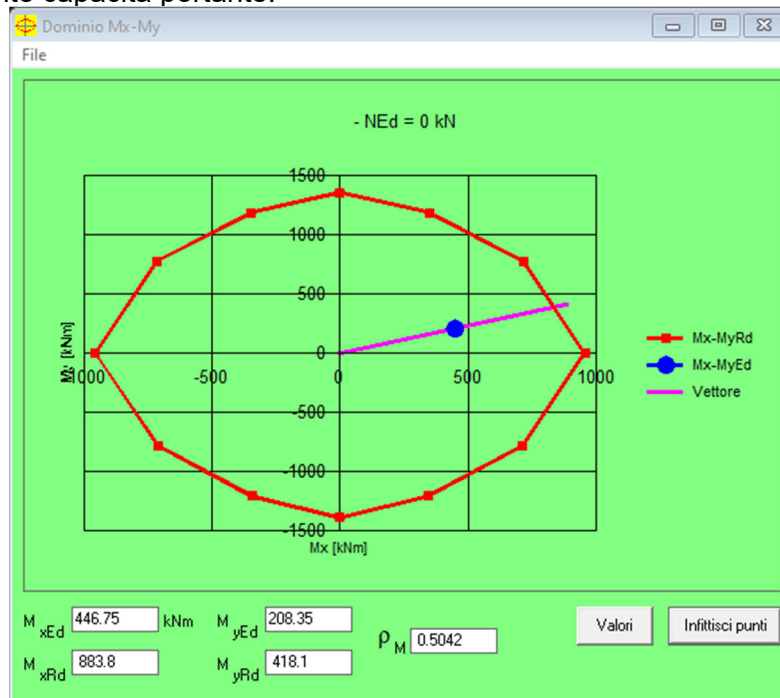 Dominio Mx-My
File
- NEd = 0 kN
1500
1000
500
0
-500
-1000
-1500
-1000 -500 0 500 1000
My [kNm]
Mx [kNm]
Mx-MyRd
Mx-MyEd
Vettore
M xEd 446.75 kNm M yEd 208.35
ρ M 0.5042
M xRd 883.8 M yRd 418.1
Valori Infittisci punti